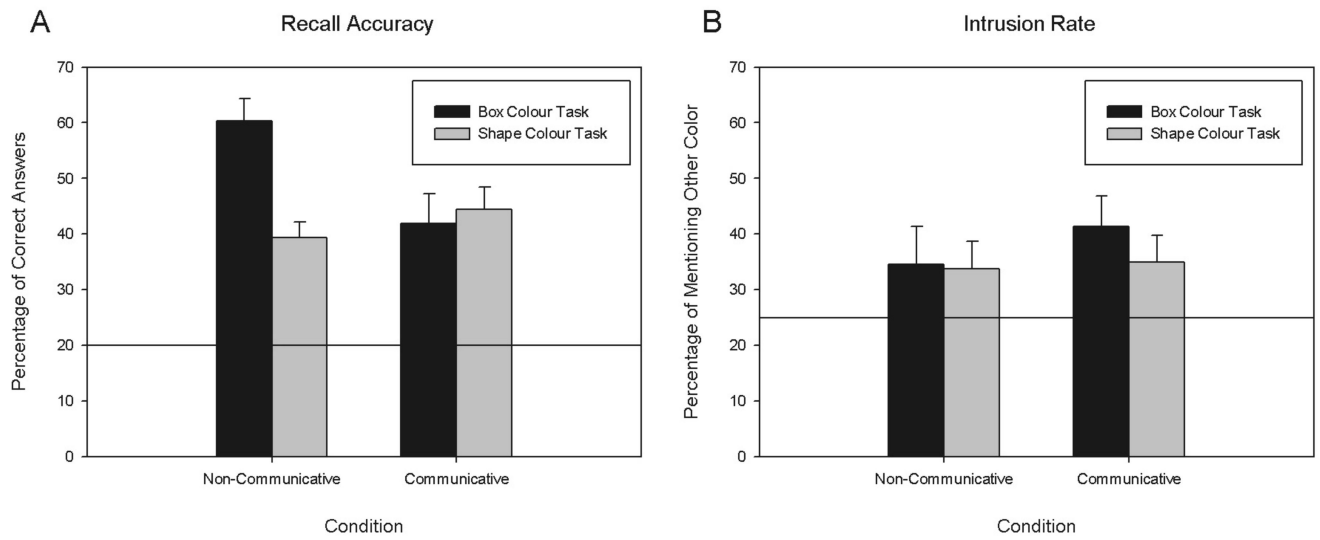 A
Recall Accuracy
Percentage of Correct Answers
70
60
50
40
30
20
10
0
Box Colour Task
Shape Colour Task
Non-Communicative
Communicative
Condition
B
Intrusion Rate
Percentage of Mentioning Other Color
70
60
50
40
30
20
10
0
Box Colour Task
Shape Colour Task
Non-Communicative
Communicative
Condition